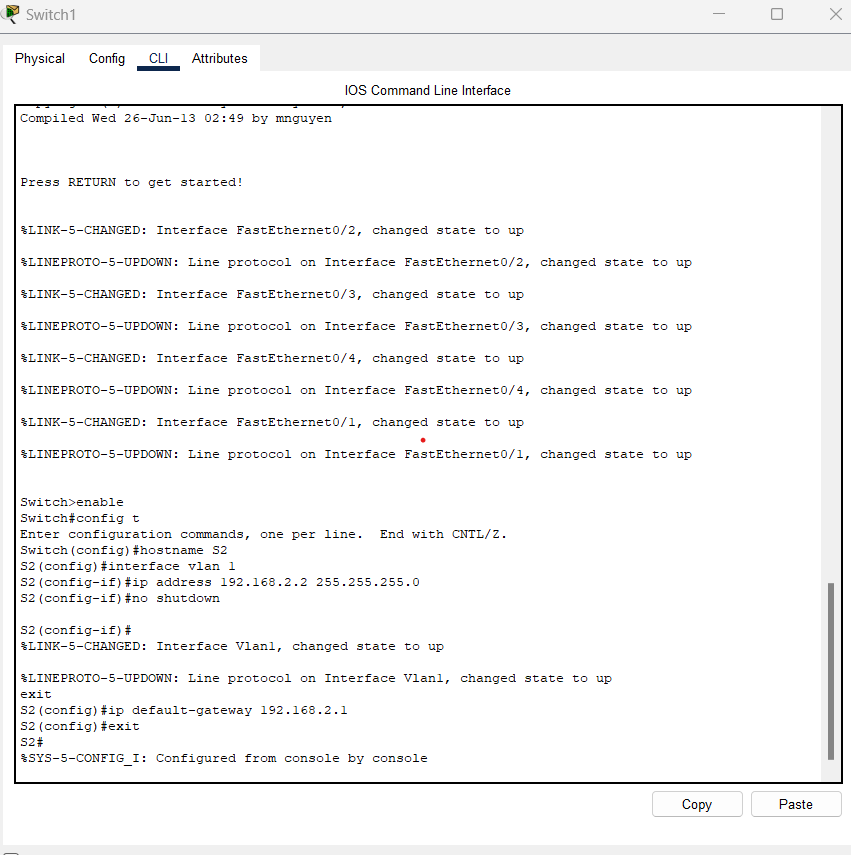 Switch1
Physical Config CLI Attributes
IOS Command Line Interface
Compiled Wed 26-Jun-13 02:49 by mnguyen
Press RETURN to get started!
%LINK-5-CHANGED: Interface FastEthernet0/2, changed state to up
%LINEPROTO-5-UPDOWN: Line protocol on Interface FastEthernet0/2, changed state to up
%LINK-5-CHANGED: Interface FastEthernet0/3, changed state to up
%LINEPROTO-5-UPDOWN: Line protocol on Interface FastEthernet0/3, changed state to up
%LINK-5-CHANGED: Interface FastEthernet0/4, changed state to up
%LINEPROTO-5-UPDOWN: Line protocol on Interface FastEthernet0/4, changed state to up
%LINK-5-CHANGED: Interface FastEthernet0/1, changed state to up
%LINEPROTO-5-UPDOWN: Line protocol on Interface FastEthernet0/1, changed state to up
Switch>enable
Switch#config t
Enter configuration commands, one per line.  End with CNTL/Z.
Switch(config)#hostname S2
S2(config)#interface vlan 1
S2(config-if)#ip address 192.168.2.2 255.255.255.0
S2(config-if)#no shutdown
S2(config-if)#
%LINK-5-CHANGED: Interface Vlan1, changed state to up
%LINEPROTO-5-UPDOWN: Line protocol on Interface Vlan1, changed state to up
exit
S2(config)#ip default-gateway 192.168.2.1
S2(config)#exit
S2#
%SYS-5-CONFIG_I: Configured from console by console
Copy Paste